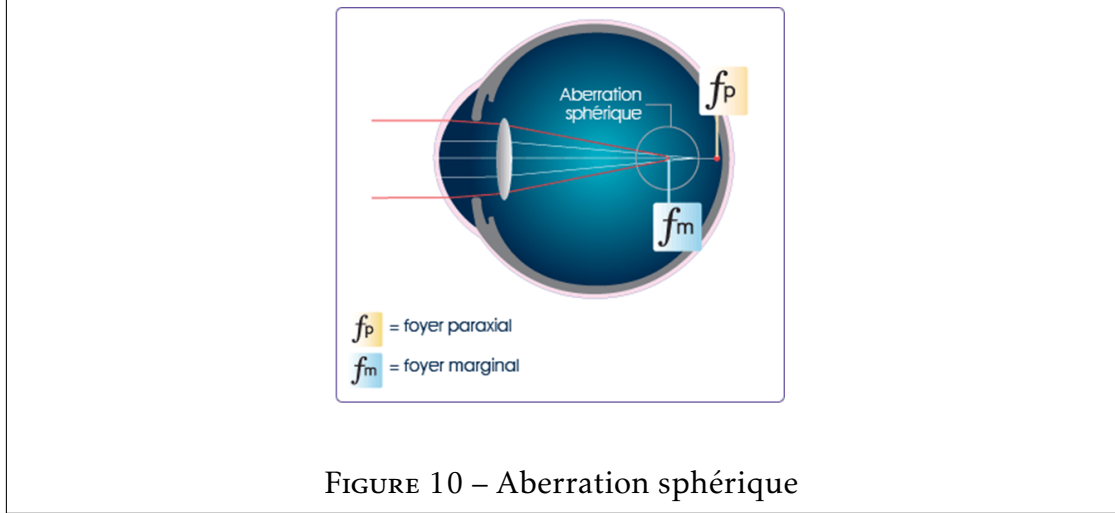 Aberration
sphérique
fp
fm
fp = foyer paraxial
fm = foyer marginal
FIGURE 10 – Aberration sphérique